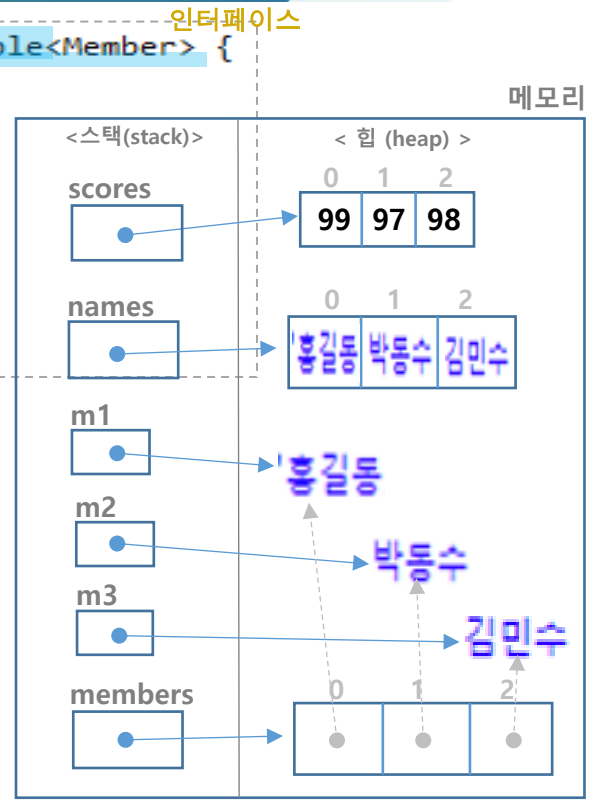 인터페이스
ole<Member> {
메모리
<스택(stack)>
< 힙 (heap) >
scores
0 1 2
99 97 98
names
0 1 2
'홍길동 박동수 김민수
m1
'홍길동
m2
박동수
m3
김민수
members
0 1 2